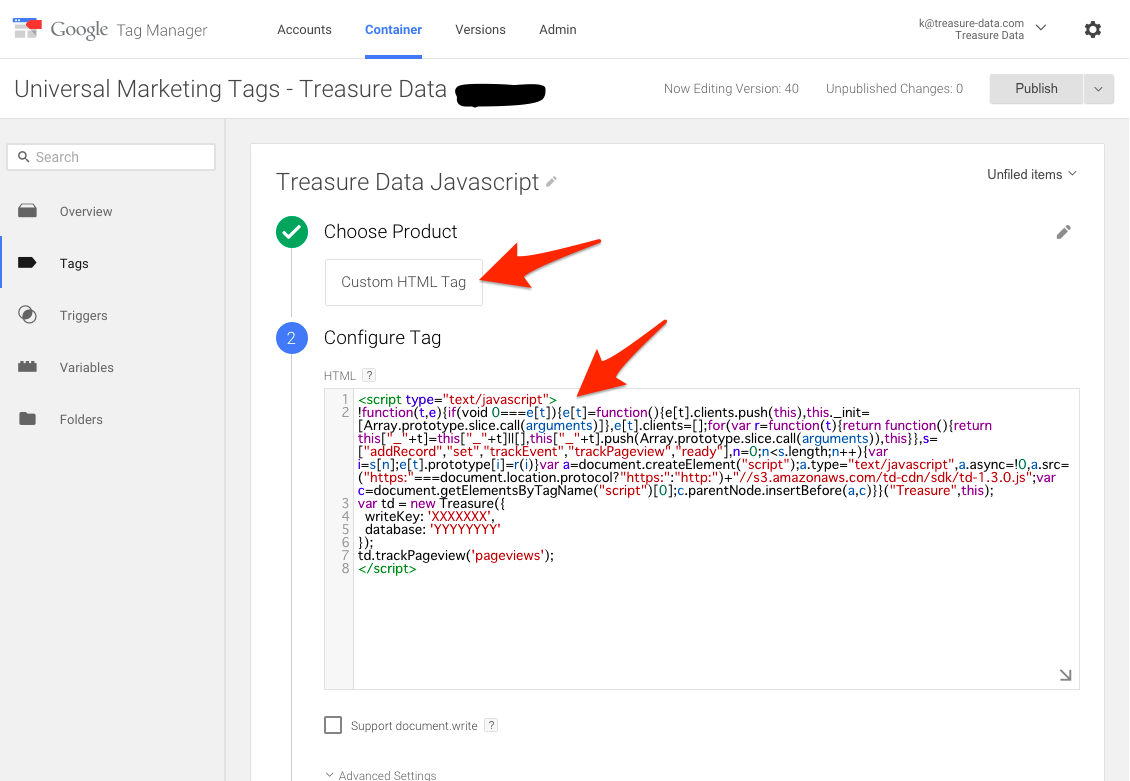 Google Tag Manager
Accounts
Container
Versions
Admin
k@treasure-data.com
Treasure Data
Universal Marketing Tags - Treasure Data
Now Editing Version: 40
Unpublished Changes: 0
Publish
Search
Overview
Tags
Triggers
Variables
Folders
Treasure Data Javascript
Unfiled items
Choose Product
Custom HTML Tag
2
Configure Tag
HTML ?
1 <script type="text/javascript">
2 !function(t,e){if(void 0===e[t]){e[t]=function(){e[t].clients.push(this),this._init=
[Array.prototype.slice.call(arguments)]},e[t].clients=[];for(var r=function(t){return function(){return
this["_"+t]=this["_"+t]||[],this["_"+t].push(Array.prototype.slice.call(arguments)),this}},s=
["addRecord","set","trackEvent","trackPageview","ready"],n=0;n<s.length;n++){var
i=s[n];e[t].prototype[i]=r(i)}var a=document.createElement("script");a.type="text/javascript",a.async=!0,a.src=
("https:"===document.location.protocol?"https:":"http:")+"//s3.amazonaws.com/td-cdn/sdk/td-1.3.0.js";var
c=document.getElementsByTagName("script")[0];c.parentNode.insertBefore(a,c)}}("Treasure",this);
3 var td = new Treasure({
4 writeKey: 'XXXXXXX',
5 database: 'YYYYYYYY'
6 });
7 td.trackPageview('pageviews');
8 </script>
Support document.write ?
Advanced Settings